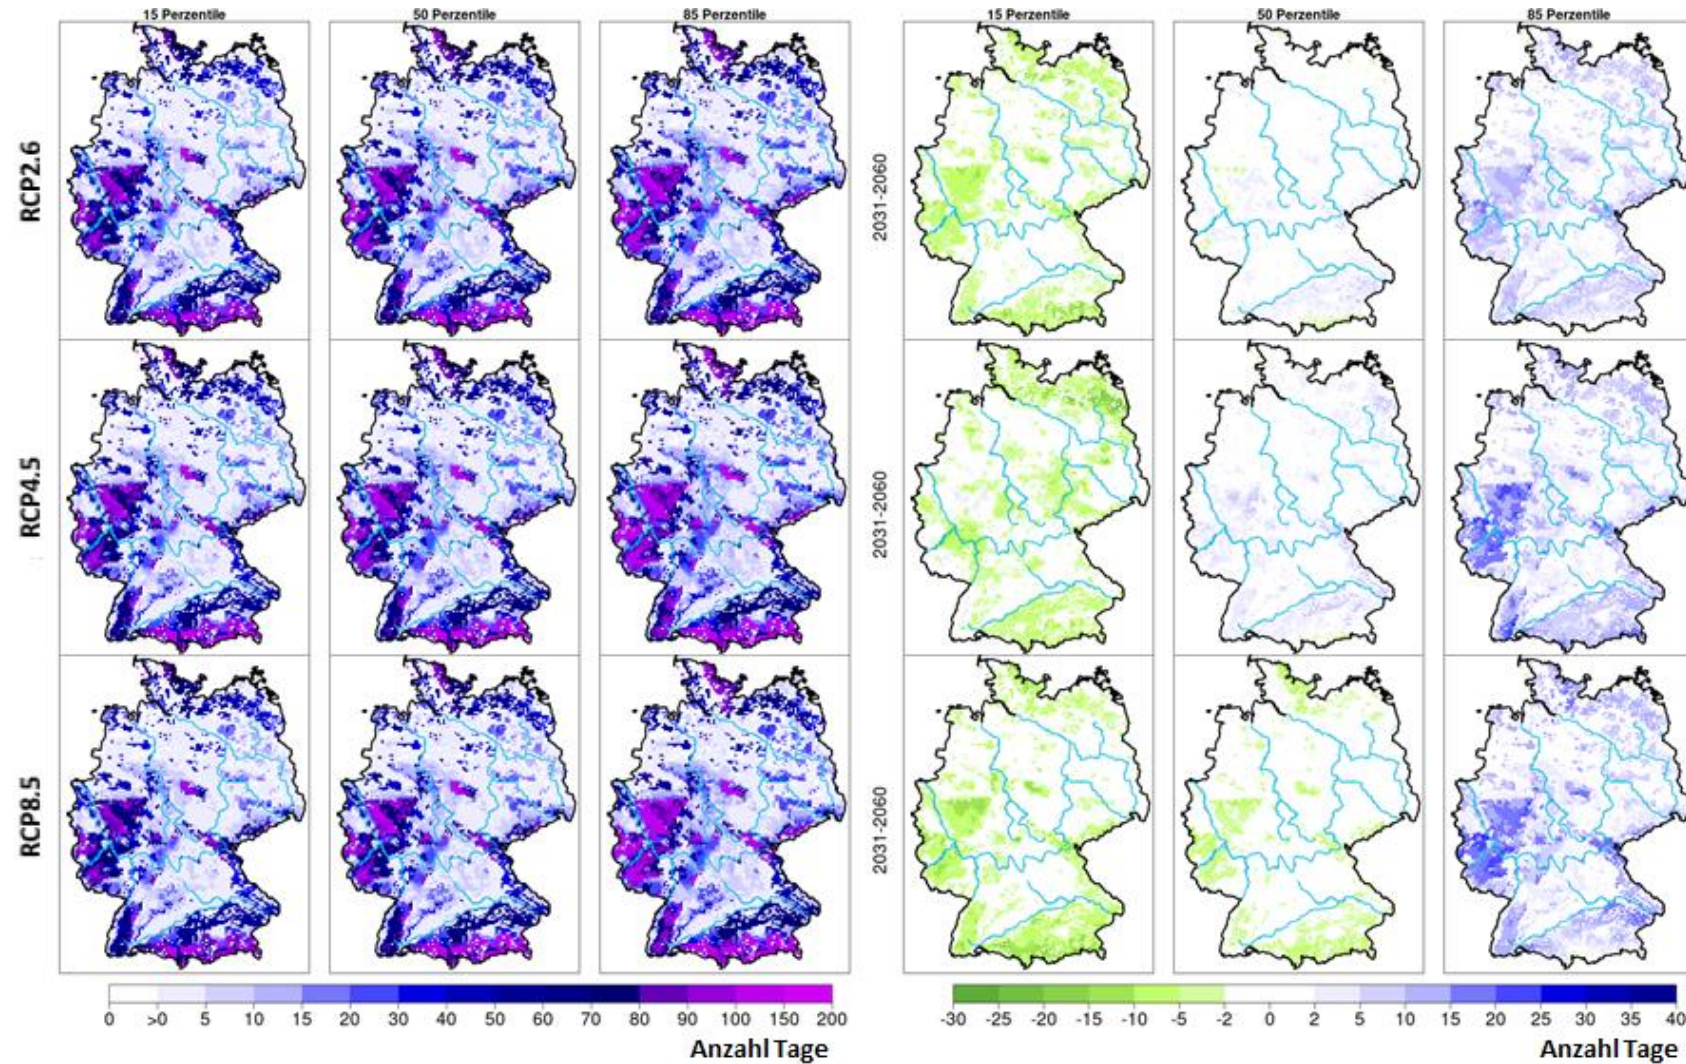 15 Perzentile 50 Perzentile 85 Perzentile 15 Perzentile 50 Perzentile 85 Perzentile
RCP2.6
2031-2060
RCP4.5
2031-2060
RCP8.5
2031-2060
0 >0 5 10 15 20 30 40 60 70 80 90 100 150 200
-30 -25 -20 -15 -10 -5 -2 0 2 5 10 15 20 25 30 35 40
Anzahl Tage
Anzahl Tage